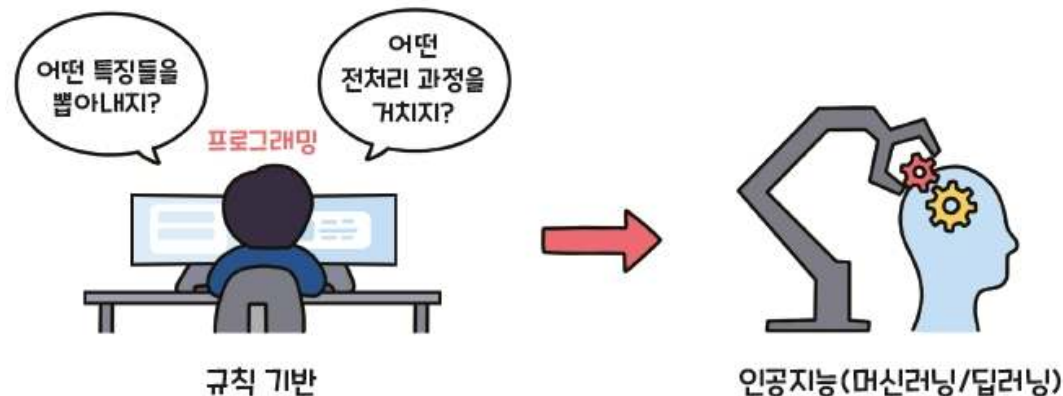 어떤 특징들을
뽑아내지?
어떤
전처리 과정을
거치지?
프로그래밍
규칙 기반
인공지능(머신러닝/딥러닝)